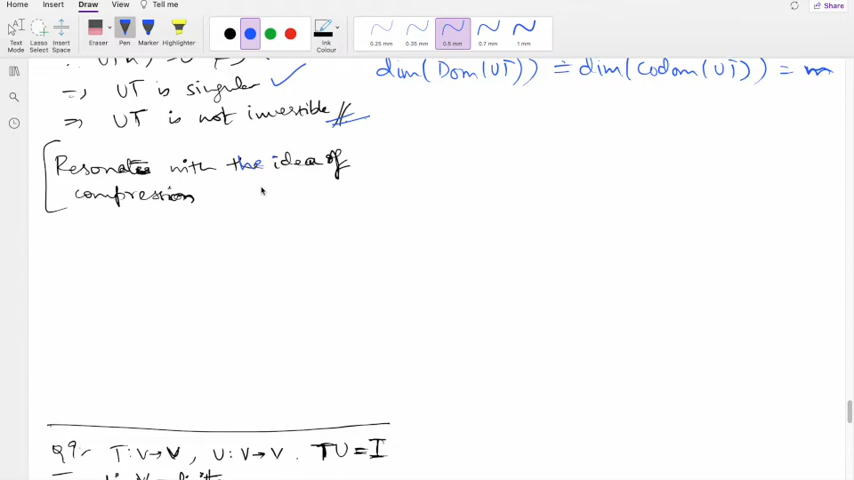 Home Insert Draw View Tell me
Share
Text Mode
Lasso Select
Insert Space
Eraser
Pen
Marker
Highlighter
Ink Colour
0.25 mm
0.35 mm
0.5 mm
0.7 mm
1 mm
dim(Dom(UT)) = dim(Codom(UT)) = m
=> UT is singular
=> UT is not invertible
Resonates with the idea of
compression
Q9. T:V→V, U:V→V. TU=I